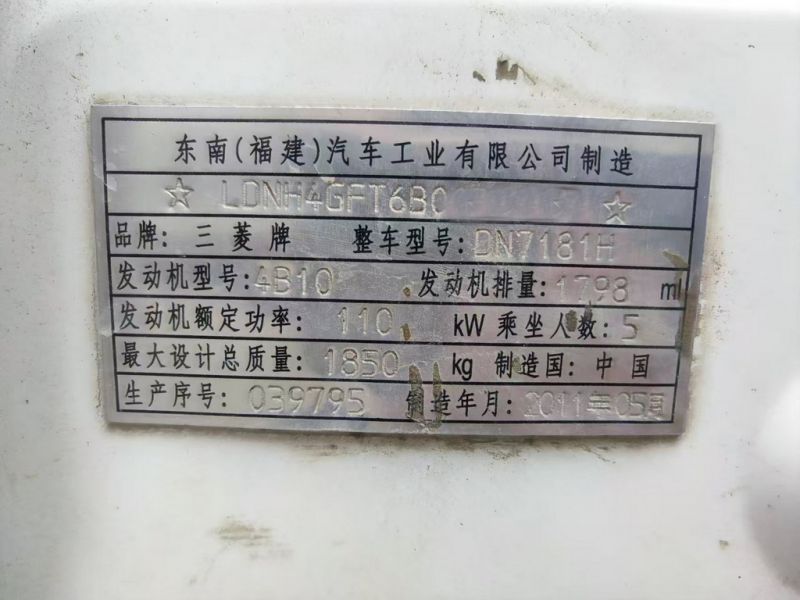 东南(福建)汽车工业有限公司制造
☆ LDNH4GFT6B0 ☆
品牌: 三菱牌 整车型号: DN7181H
发动机型号: 4B10 发动机排量: 1798 ml
发动机额定功率: 110 kW 乘坐人数: 5
最大设计总质量: 1850 kg 制造国: 中国
生产序号: 039795 制造年月: 2011年05月